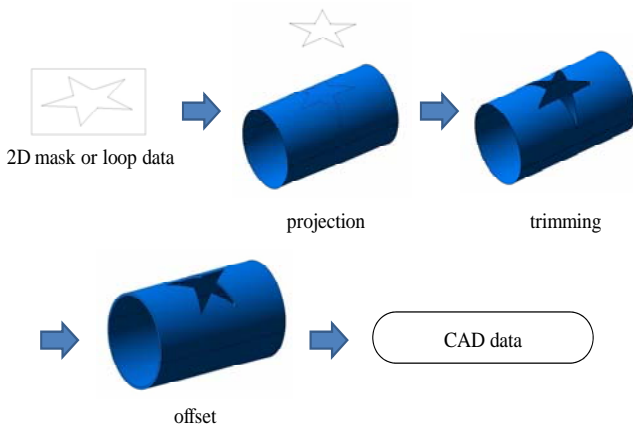 2D mask or loop data
projection
trimming
offset
CAD data